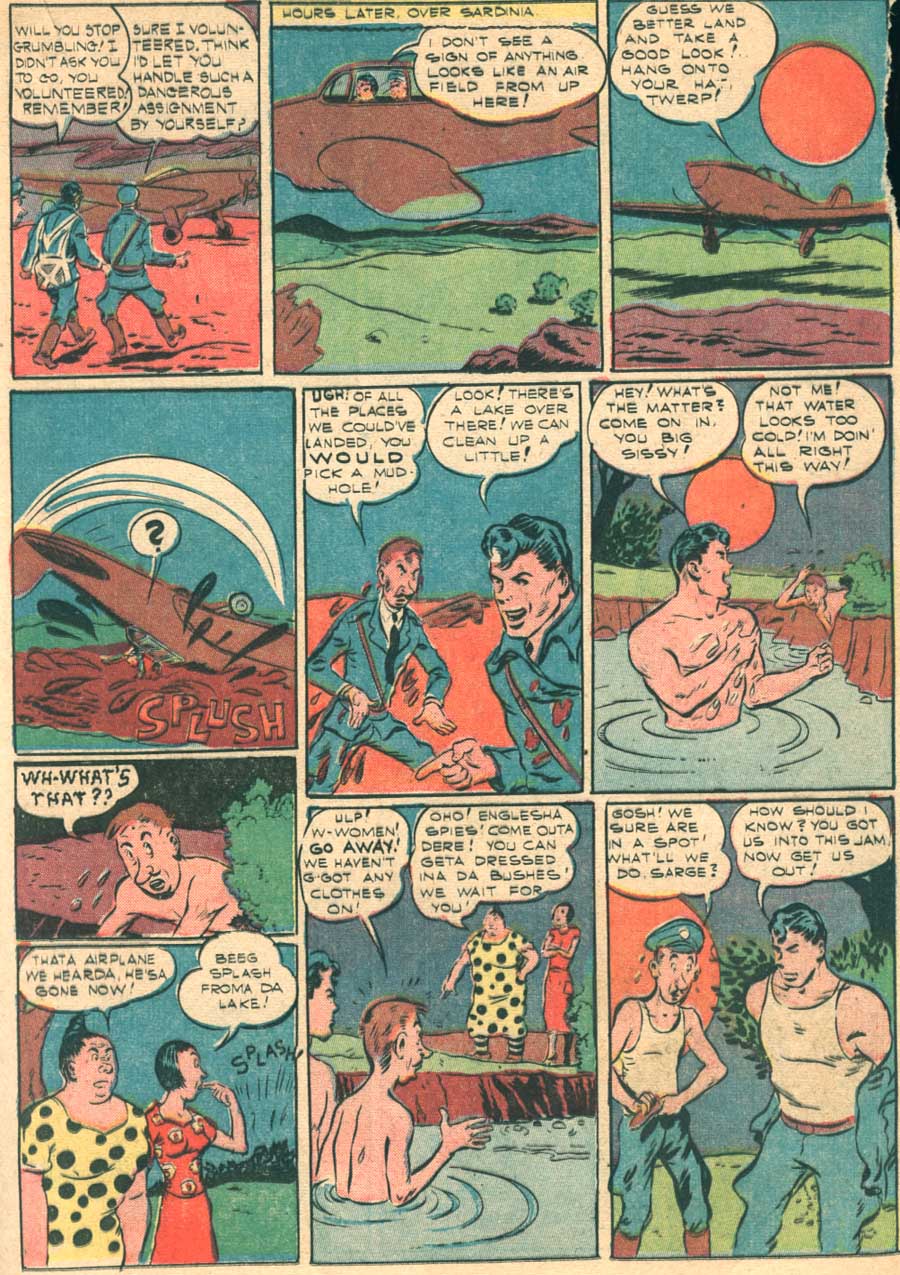 WILL YOU STOP
GRUMBLING! I
DIDN'T ASK YOU
TO GO, YOU
VOLUNTEERED,
REMEMBER!
SURE I VOLUN-
TEERED. THINK
I'D LET YOU
HANDLE SUCH A
DANGEROUS
ASSIGNMENT
BY YOURSELF?
HOURS LATER, OVER SARDINIA
I DON'T SEE A
SIGN OF ANYTHING.
LOOKS LIKE AN AIR
FIELD FROM UP
HERE!
GUESS WE
BETTER LAND
AND TAKE A
GOOD LOOK!
HANG ONTO
YOUR HAT,
TWERP!
?
SPLUSH
UGH! OF ALL
THE PLACES
WE COULD'VE
LANDED, YOU
WOULD
PICK A MUD-
HOLE!
LOOK! THERE'S
A LAKE OVER
THERE! WE CAN
CLEAN UP A
LITTLE!
HEY! WHAT'S
THE MATTER?
COME ON IN,
YOU BIG
SISSY!
NOT ME!
THAT WATER
LOOKS TOO
COLD! I'M DOIN'
ALL RIGHT
THIS WAY!
WH-WHAT'S
THAT??
THATA AIRPLANE
WE HEARDA, HE'SA
GONE NOW!
BEEG
SPLASH
FROMA DA
LAKE!
SPLASH!
ULP!
W-WOMEN!
GO AWAY!
WE HAVEN'T
G-GOT ANY
CLOTHES
ON!
OHO! ENGLESHA
SPIES! COME OUTA
DERE! YOU CAN
GETA DRESSED
INA DA BUSHES!
WE WAIT FOR
YOU!
GOSH! WE
SURE ARE
IN A SPOT!
WHAT'LL WE
DO, SARGE?
HOW SHOULD I
KNOW? YOU GOT
US INTO THIS JAM,
NOW GET US
OUT!